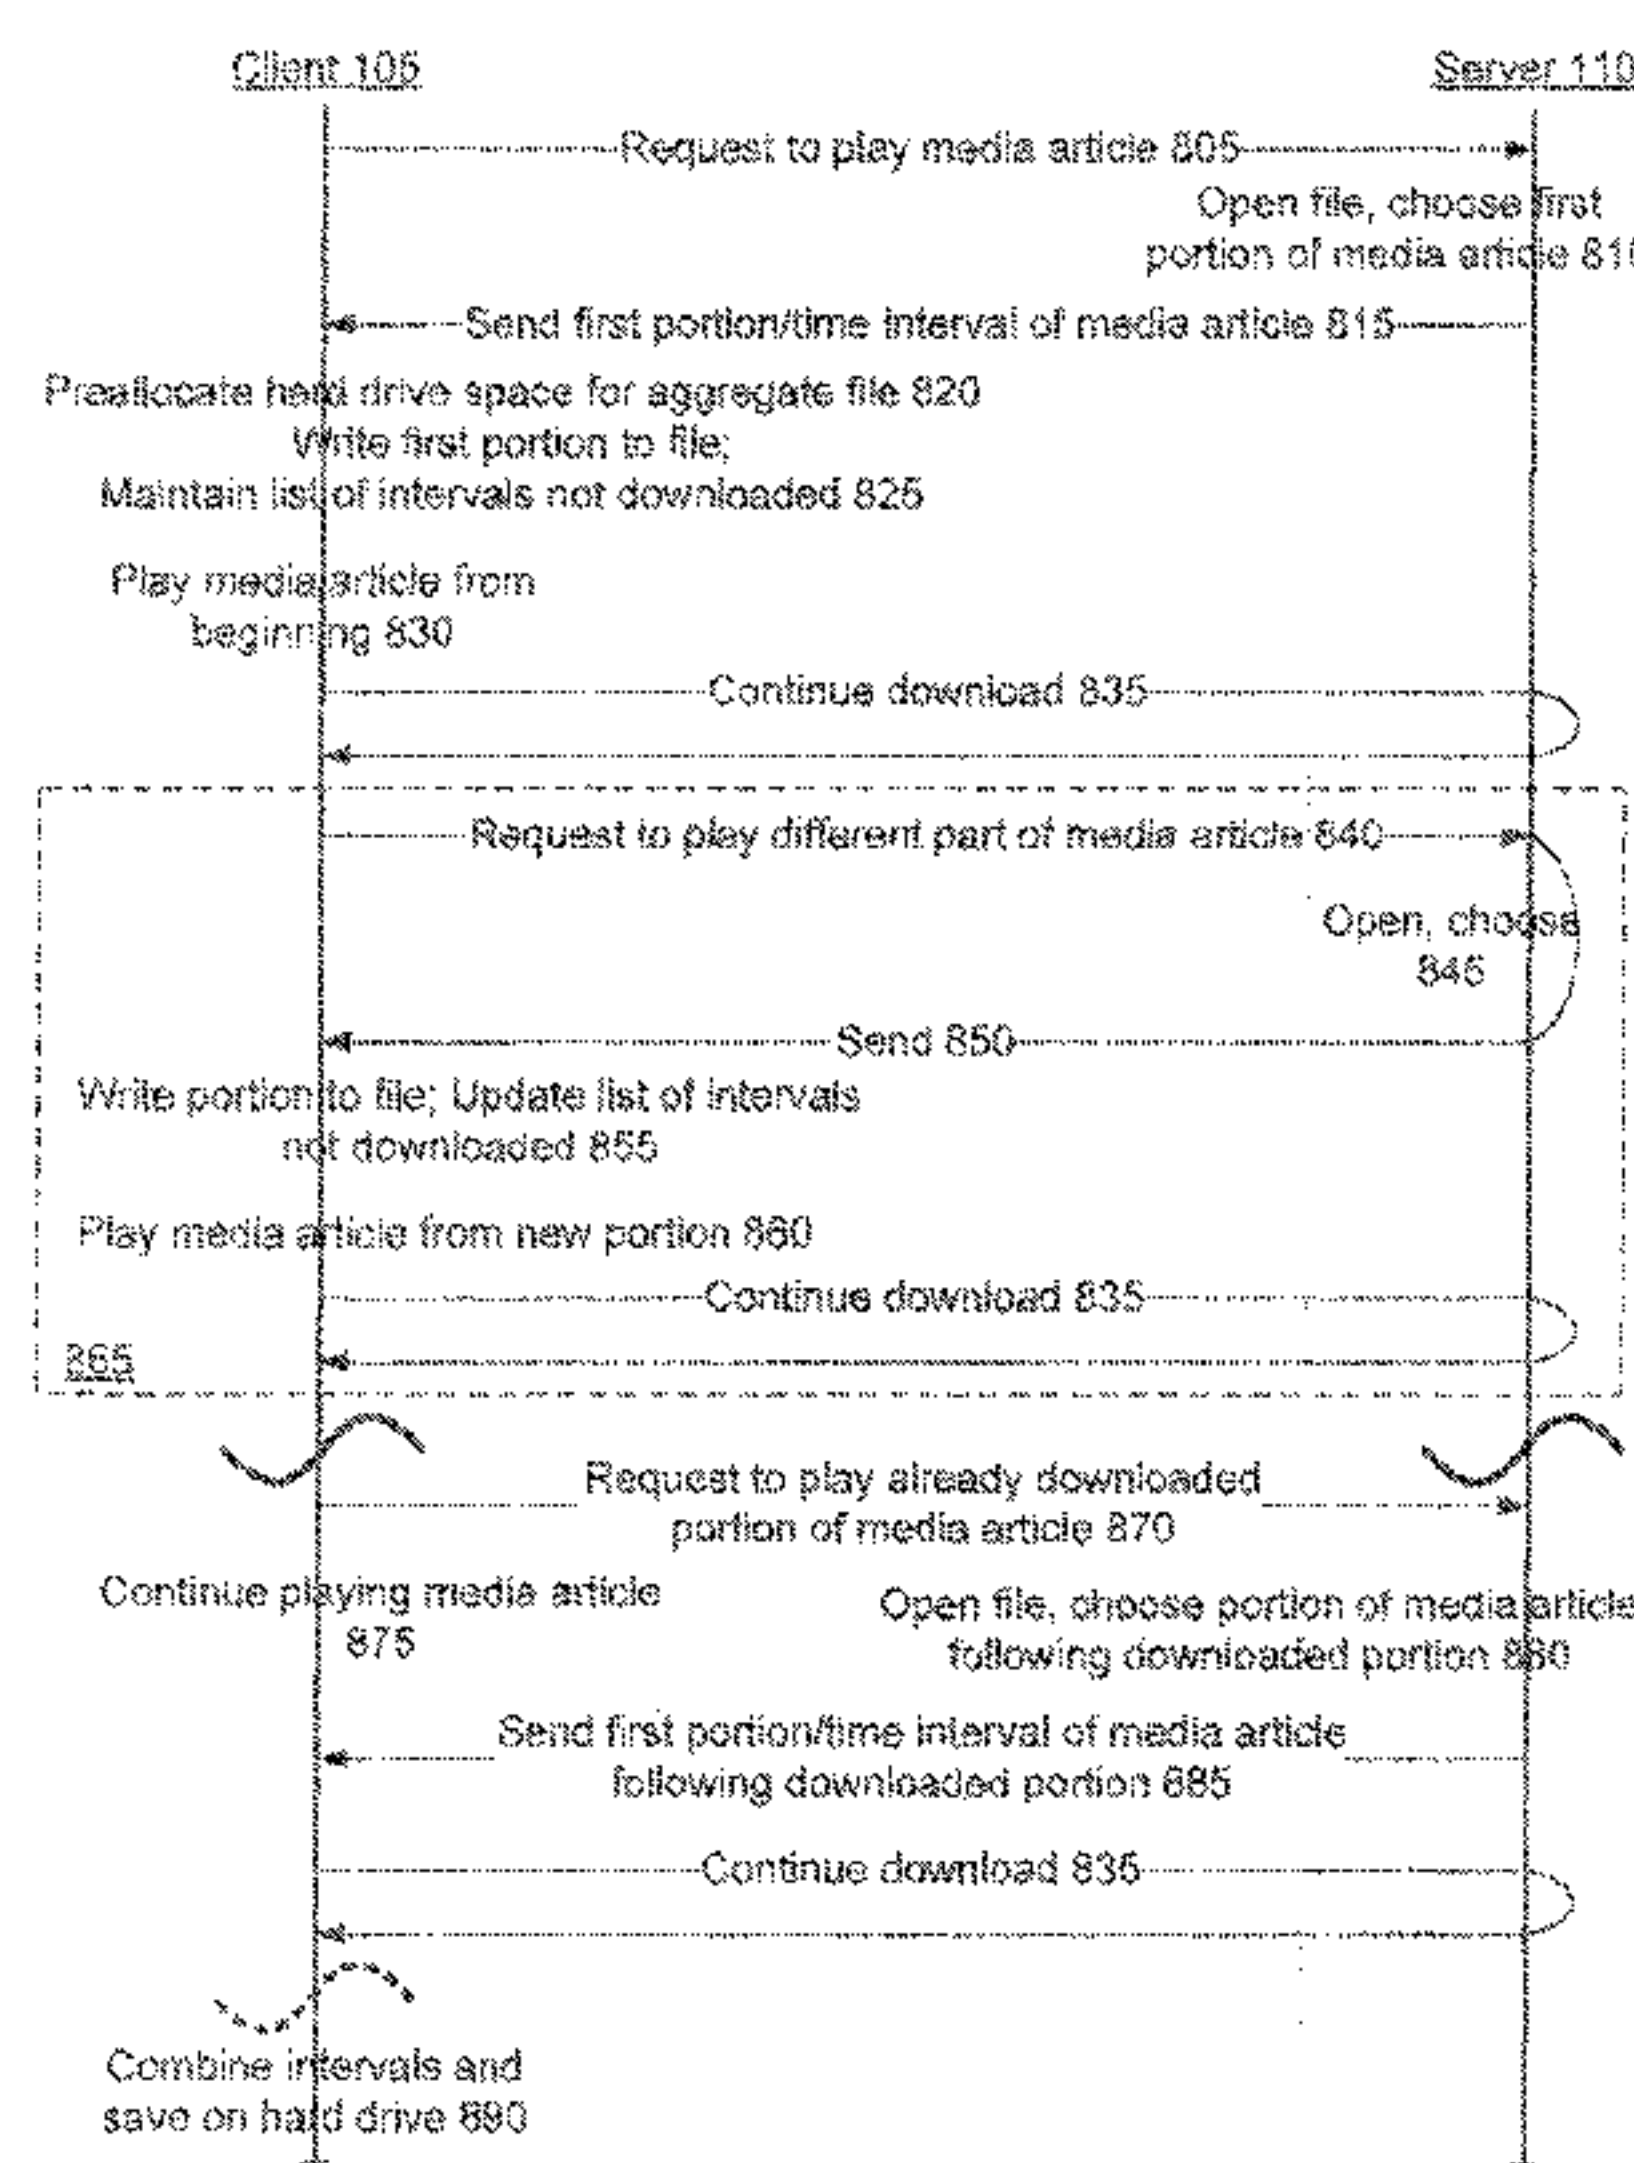 Client 105
Server 110
Request to play media article 805
Open file, choose first
portion of media article 810
Send first portion/time interval of media article 815
Preallocate hard drive space for aggregate file 820
Write first portion to file;
Maintain list of intervals not downloaded 825
Play media article from
beginning 830
Continue download 835
Request to play different part of media article 840
Open, choose
845
Send 850
Write portion to file; Update list of intervals
not downloaded 855
Play media article from new portion 860
Continue download 835
865
Request to play already downloaded
portion of media article 870
Continue playing media article
875
Open file, choose portion of media article
following downloaded portion 880
Send first portion/time interval of media article
following downloaded portion 885
Continue download 835
Combine intervals and
save on hard drive 890